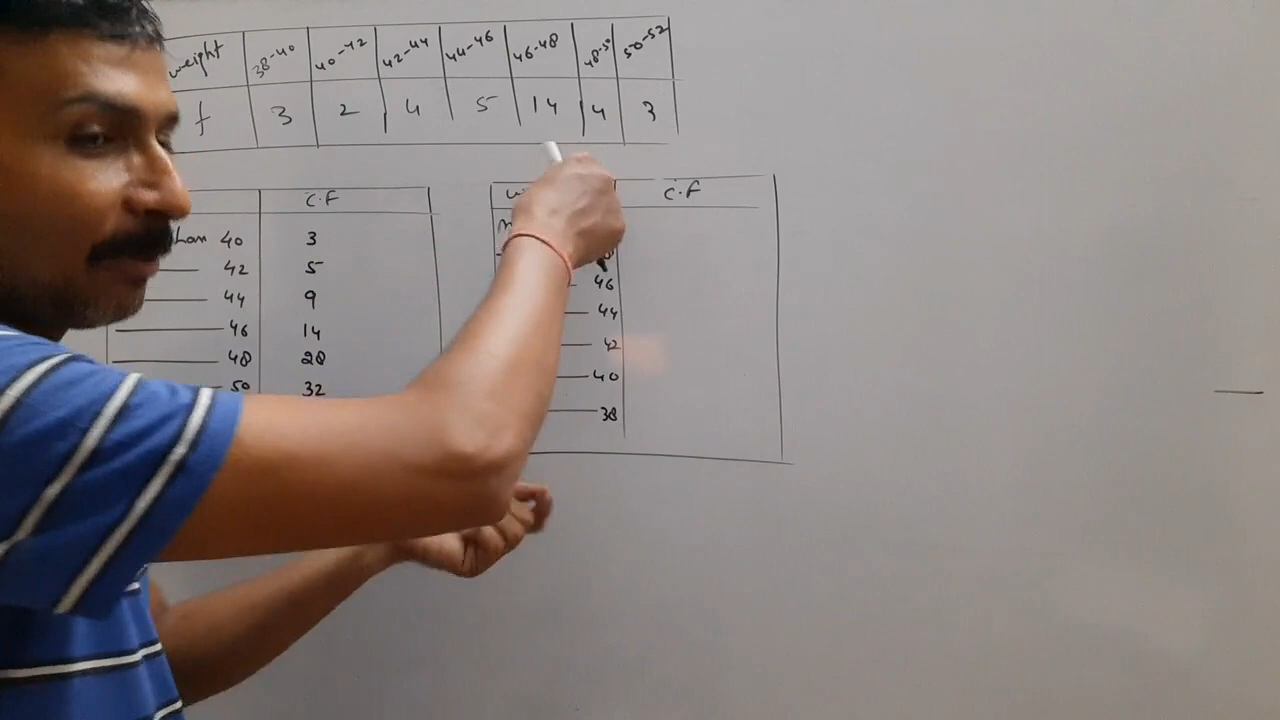 weight 38-40 40-42 42-44 44-46 46-48 48-50 50-52
f 3 2 4 5 14 4 3
C.F
than 40 3
42 5
44 9
46 14
48 28
50 32
C.F
46
44
42
40
38